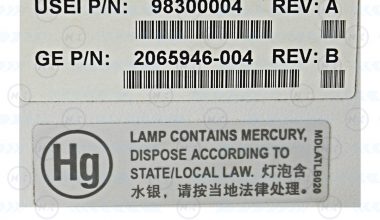 USEI P/N: 98300004 REV: A
GE P/N: 2065946-004 REV: B
Hg
LAMP CONTAINS MERCURY,
DISPOSE ACCORDING TO
STATE/LOCAL LAW. 灯泡含
水银，请按当地法律处理。
MDLATLB020